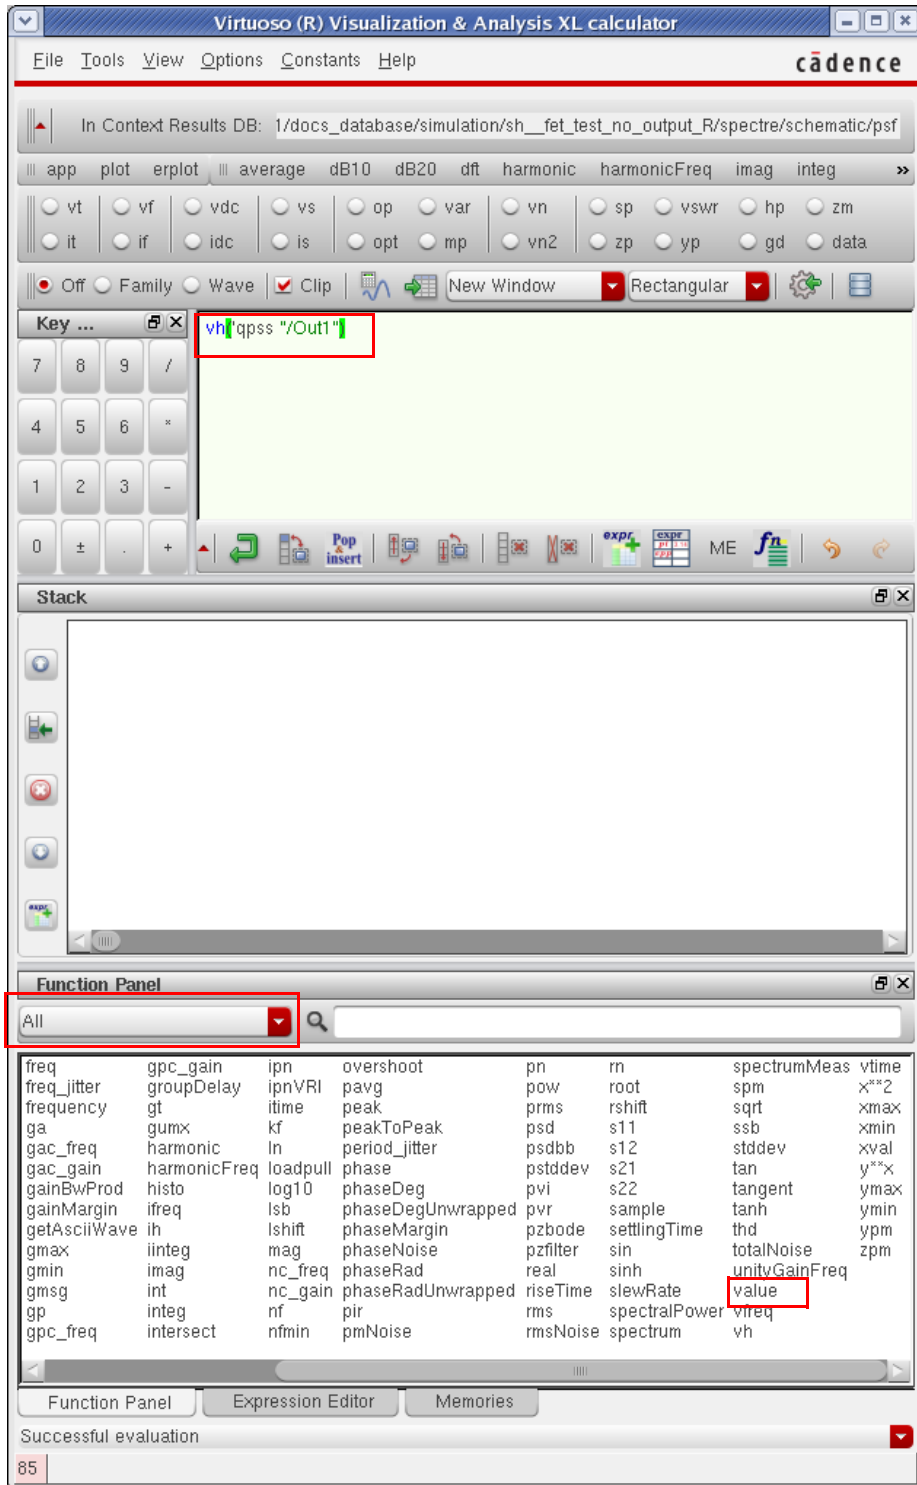 Virtuoso (R) Visualization & Analysis XL calculator
File Tools View Options Constants Help
cādence
In Context Results DB: 1/docs_database/simulation/sh__fet_test_no_output_R/spectre/schematic/psf
app plot erplot average dB10 dB20 dft harmonic harmonicFreq imag integ »
vt vf vdc vs op var vn sp vswr hp zm
it if idc is opt mp vn2 zp yp gd data
Off Family Wave Clip New Window Rectangular
Key ...
vh('qpss "/Out1")
7 8 9 /
4 5 6 *
1 2 3 -
0 ± . +
Pop & insert
expr
expr
ME
fn
Stack
expr
Function Panel
All
freq gpc_gain ipn overshoot pn rn spectrumMeas vtime
freq_jitter groupDelay ipnVRI pavg pow root spm x**2
frequency gt itime peak prms rshift sqrt xmax
ga gumx kf peakToPeak psd s11 ssb xmin
gac_freq harmonic ln period_jitter psdbb s12 stddev xval
gac_gain harmonicFreq loadpull phase pstddev s21 tan y**x
gainBwProd histo log10 phaseDeg pvi s22 tangent ymax
gainMargin ifreq lsb phaseDegUnwrapped pvr sample tanh ymin
getAsciiWave ih lshift phaseMargin pzbode settlingTime thd ypm
gmax iinteg mag phaseNoise pzfilter sin totalNoise zpm
gmin imag nc_freq phaseRad real sinh unityGainFreq
gmsg int nc_gain phaseRadUnwrapped riseTime slewRate value
gp integ nf pir rms spectralPower vfreq
gpc_freq intersect nfmin pmNoise rmsNoise spectrum vh
Function Panel Expression Editor Memories
Successful evaluation
85